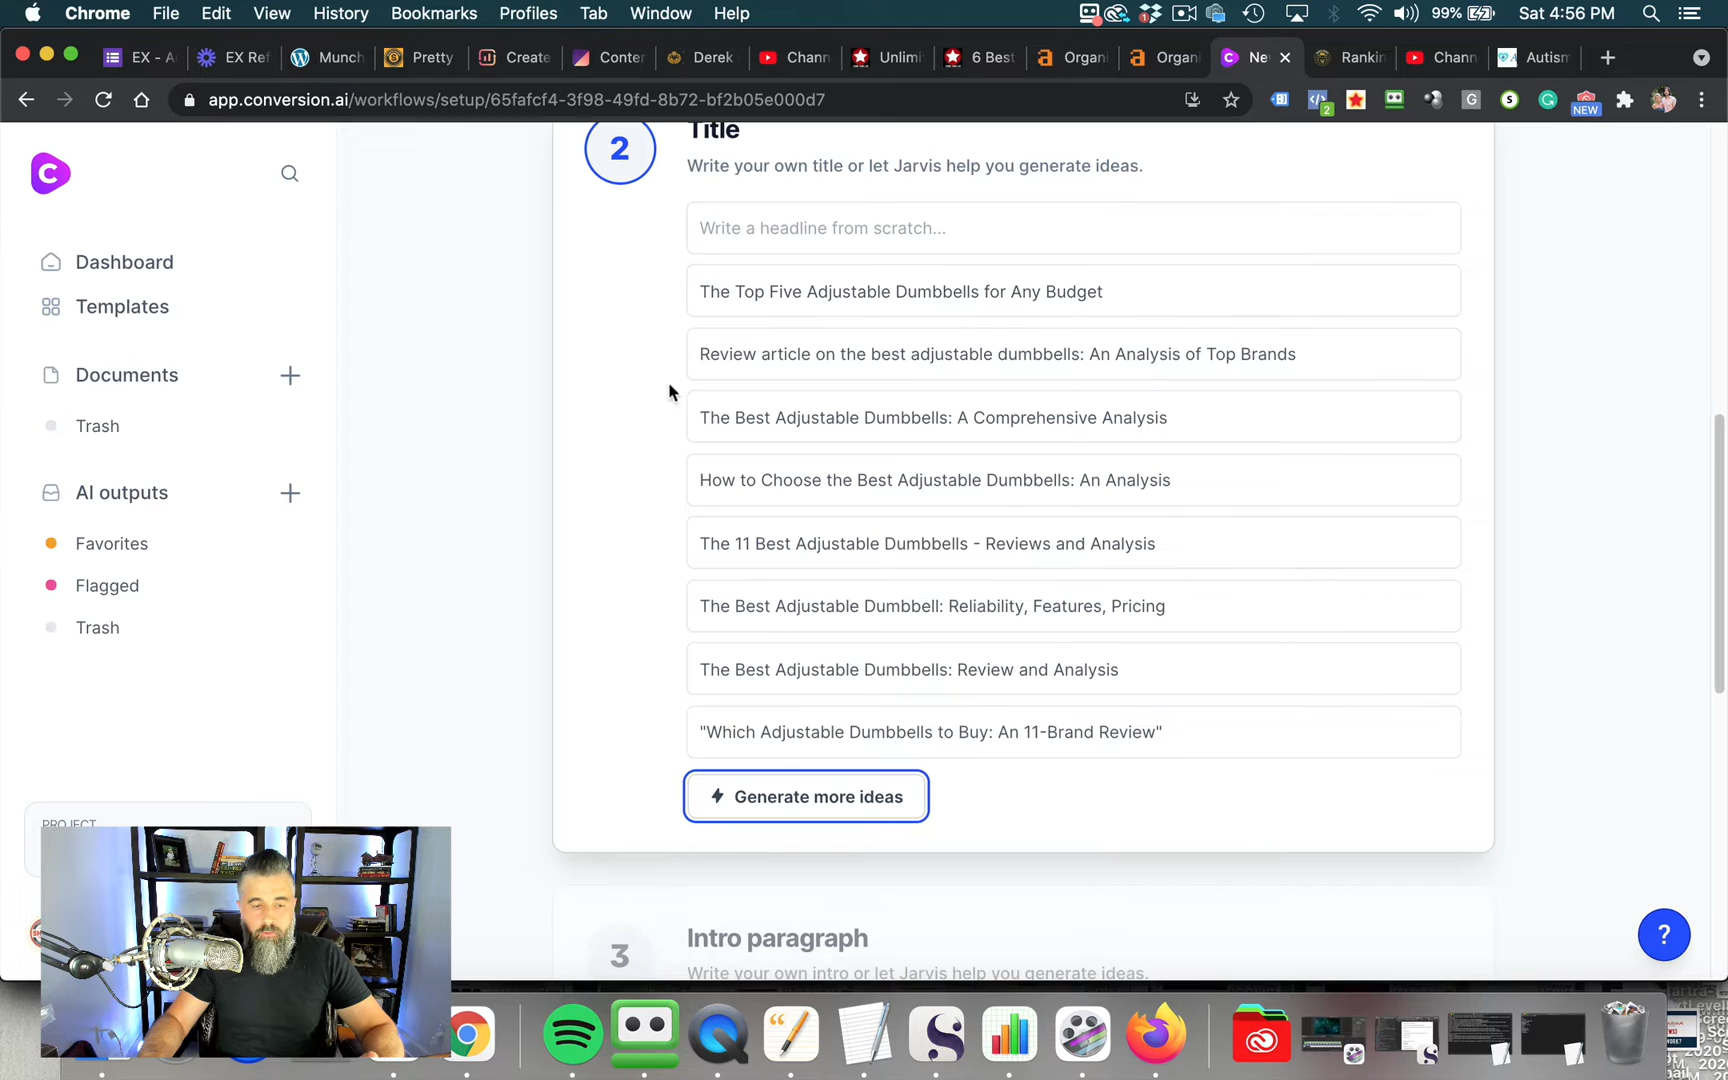 Chrome File Edit View History Bookmarks Profiles Tab Window Help
99% Sat 4:56 PM
EX - A
EX Ref
Munch
Pretty
Create
Conter
Derek
Chann
Unlimi
6 Best
Organi
Organi
Ne
Rankin
Chann
Autism
app.conversion.ai/workflows/setup/65fafcf4-3f98-49fd-8b72-bf2b05e000d7
2
G
S
NEW
C
Dashboard
Templates
Documents
Trash
AI outputs
Favorites
Flagged
Trash
PROJECT
2
Title
Write your own title or let Jarvis help you generate ideas.
Write a headline from scratch...
The Top Five Adjustable Dumbbells for Any Budget
Review article on the best adjustable dumbbells: An Analysis of Top Brands
The Best Adjustable Dumbbells: A Comprehensive Analysis
How to Choose the Best Adjustable Dumbbells: An Analysis
The 11 Best Adjustable Dumbbells - Reviews and Analysis
The Best Adjustable Dumbbell: Reliability, Features, Pricing
The Best Adjustable Dumbbells: Review and Analysis
"Which Adjustable Dumbbells to Buy: An 11-Brand Review"
Generate more ideas
3
Intro paragraph
Write your own intro or let Jarvis help you generate ideas.
?